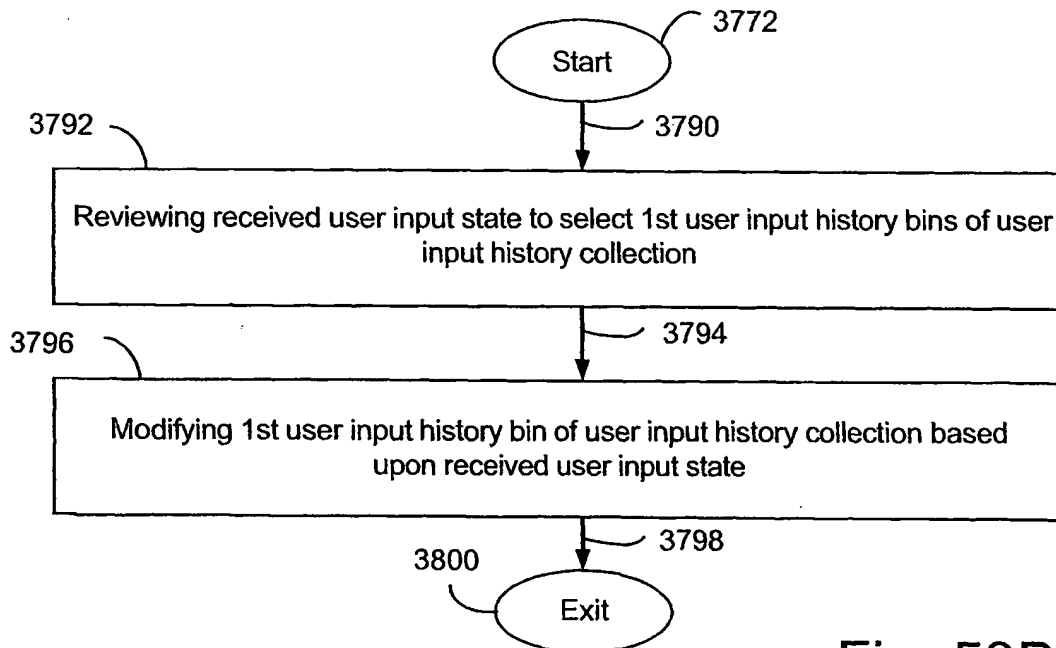 3772
Start
3790
3792
Reviewing received user input state to select 1st user input history bins of user
input history collection
3794
3796
Modifying 1st user input history bin of user input history collection based
upon received user input state
3798
3800
Exit